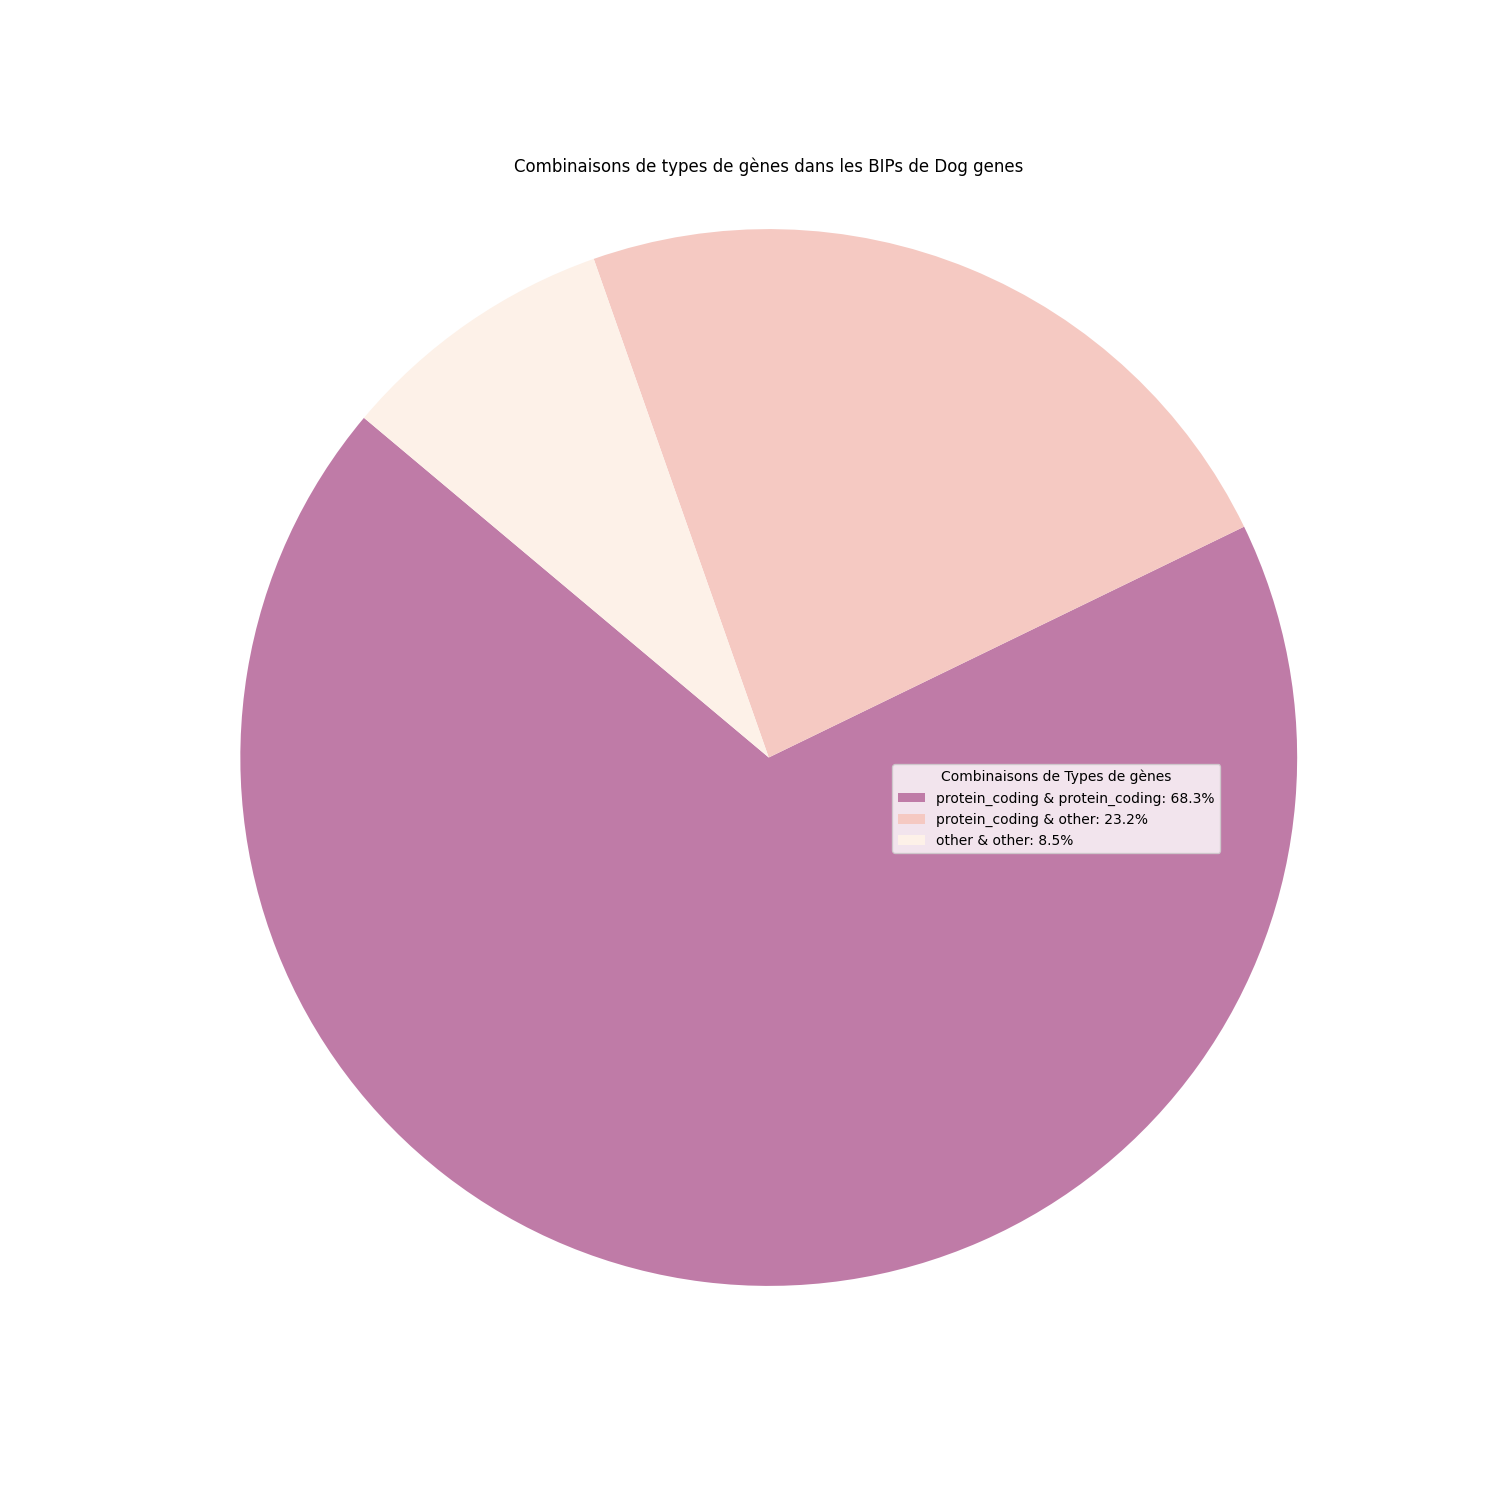 Combinaisons de types de gènes dans les BIPs de Dog genes
Combinaisons de Types de gènes
protein_coding & protein_coding: 68.3%
protein_coding & other: 23.2%
other & other: 8.5%